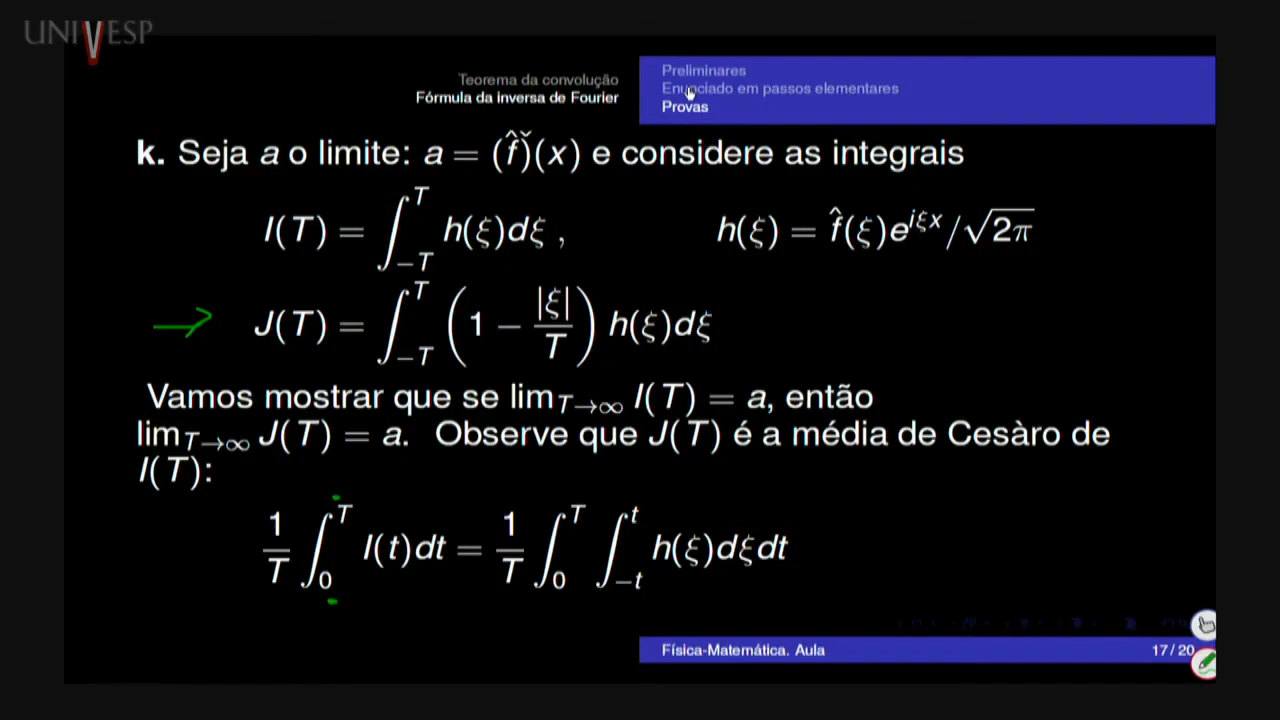 UNIVESP
Teorema da convolução
Fórmula da inversa de Fourier
Preliminares
Enunciado em passos elementares
Provas
k. Seja a o limite: a = (f̂)ˇ(x) e considere as integrais
I(T) = ∫_{−T}^{T} h(ξ)dξ , h(ξ) = f̂(ξ)e^{iξx}/√2π
J(T) = ∫_{−T}^{T} (1 − |ξ|/T) h(ξ)dξ
Vamos mostrar que se lim_{T→∞} I(T) = a, então
lim_{T→∞} J(T) = a. Observe que J(T) é a média de Cesàro de
I(T):
1/T ∫_0^T I(t)dt = 1/T ∫_0^T ∫_{−t}^{t} h(ξ)dξdt
Física-Matemática. Aula
17/20